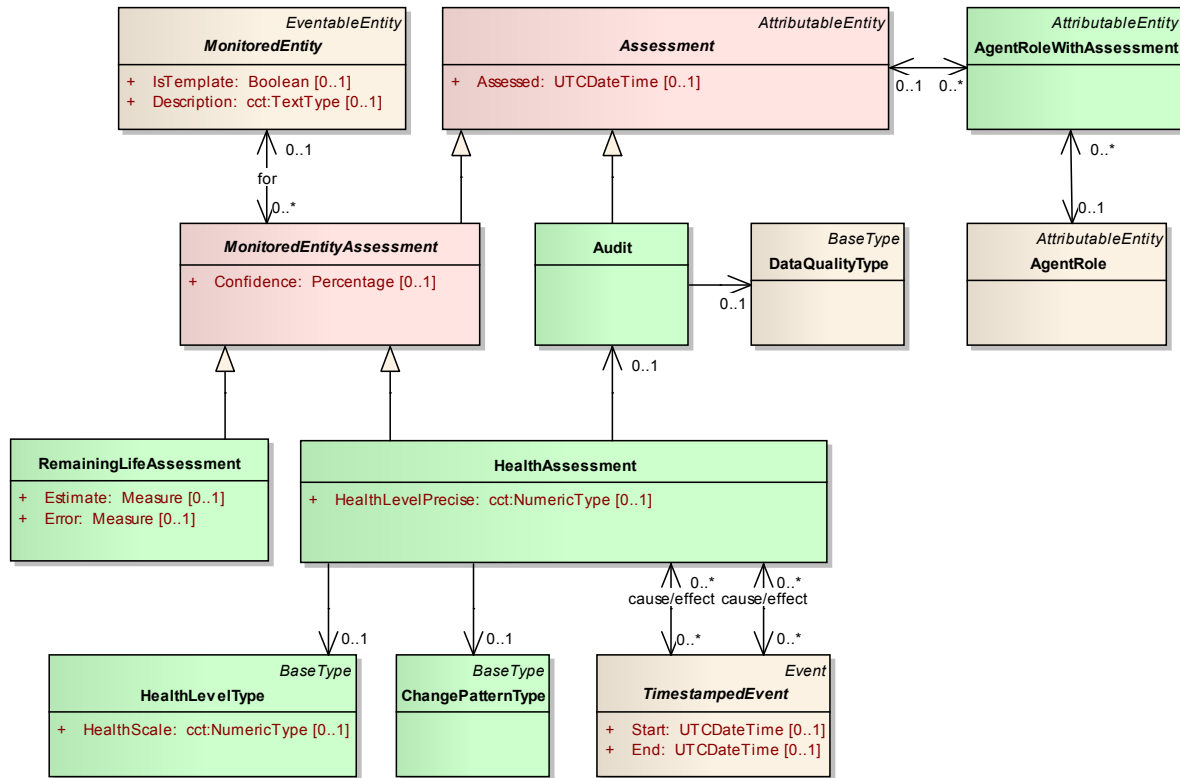 EventableEntity
MonitoredEntity
+ IsTemplate: Boolean [0..1]
+ Description: cct:TextType [0..1]
AttributableEntity
Assessment
+ Assessed: UTCDateTime [0..1]
AttributableEntity
AgentRoleWithAssessment
0..1
0..*
0..1
for
0..*
0..*
0..1
MonitoredEntityAssessment
+ Confidence: Percentage [0..1]
Audit
BaseType
DataQualityType
0..1
AttributableEntity
AgentRole
0..1
RemainingLifeAssessment
+ Estimate: Measure [0..1]
+ Error: Measure [0..1]
HealthAssessment
+ HealthLevelPrecise: cct:NumericType [0..1]
0..*
0..*
cause/effect
cause/effect
0..1
0..1
0..*
0..*
BaseType
HealthLevelType
+ HealthScale: cct:NumericType [0..1]
BaseType
ChangePatternType
Event
TimestampedEvent
+ Start: UTCDateTime [0..1]
+ End: UTCDateTime [0..1]